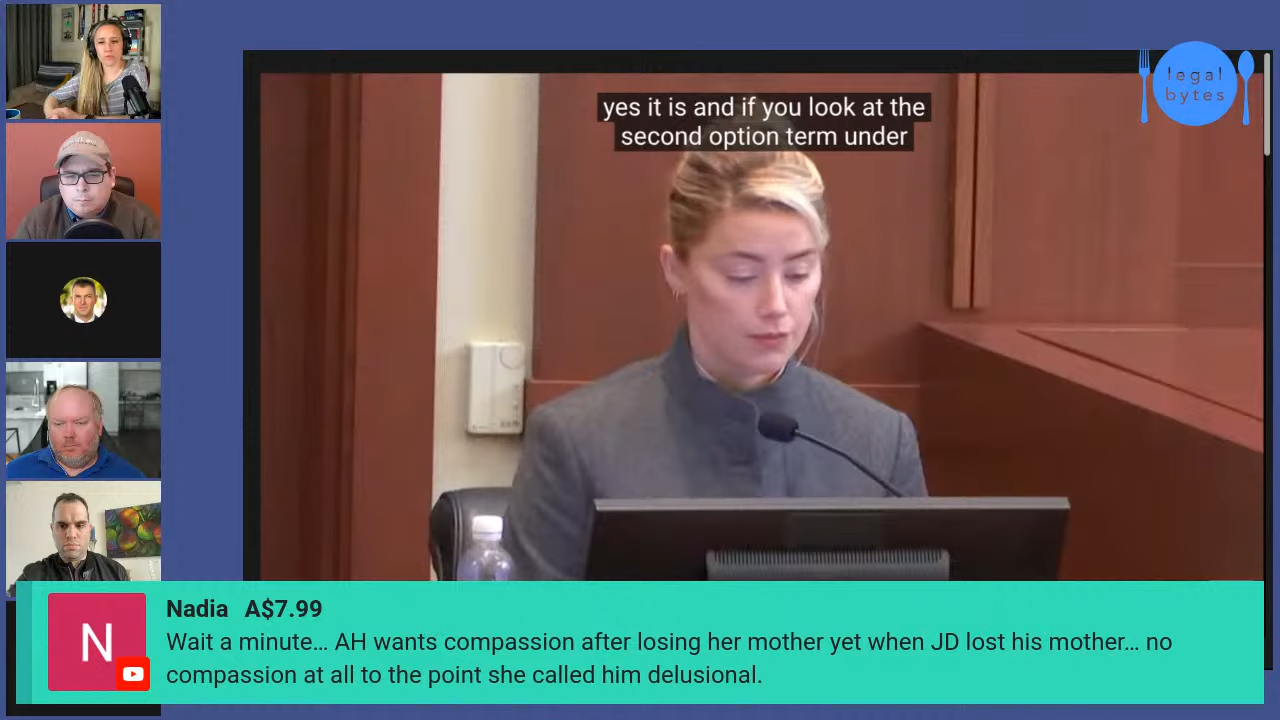 legal
bytes
yes it is and if you look at the
second option term under
N
Nadia A$7.99
Wait a minute... AH wants compassion after losing her mother yet when JD lost his mother... no
compassion at all to the point she called him delusional.